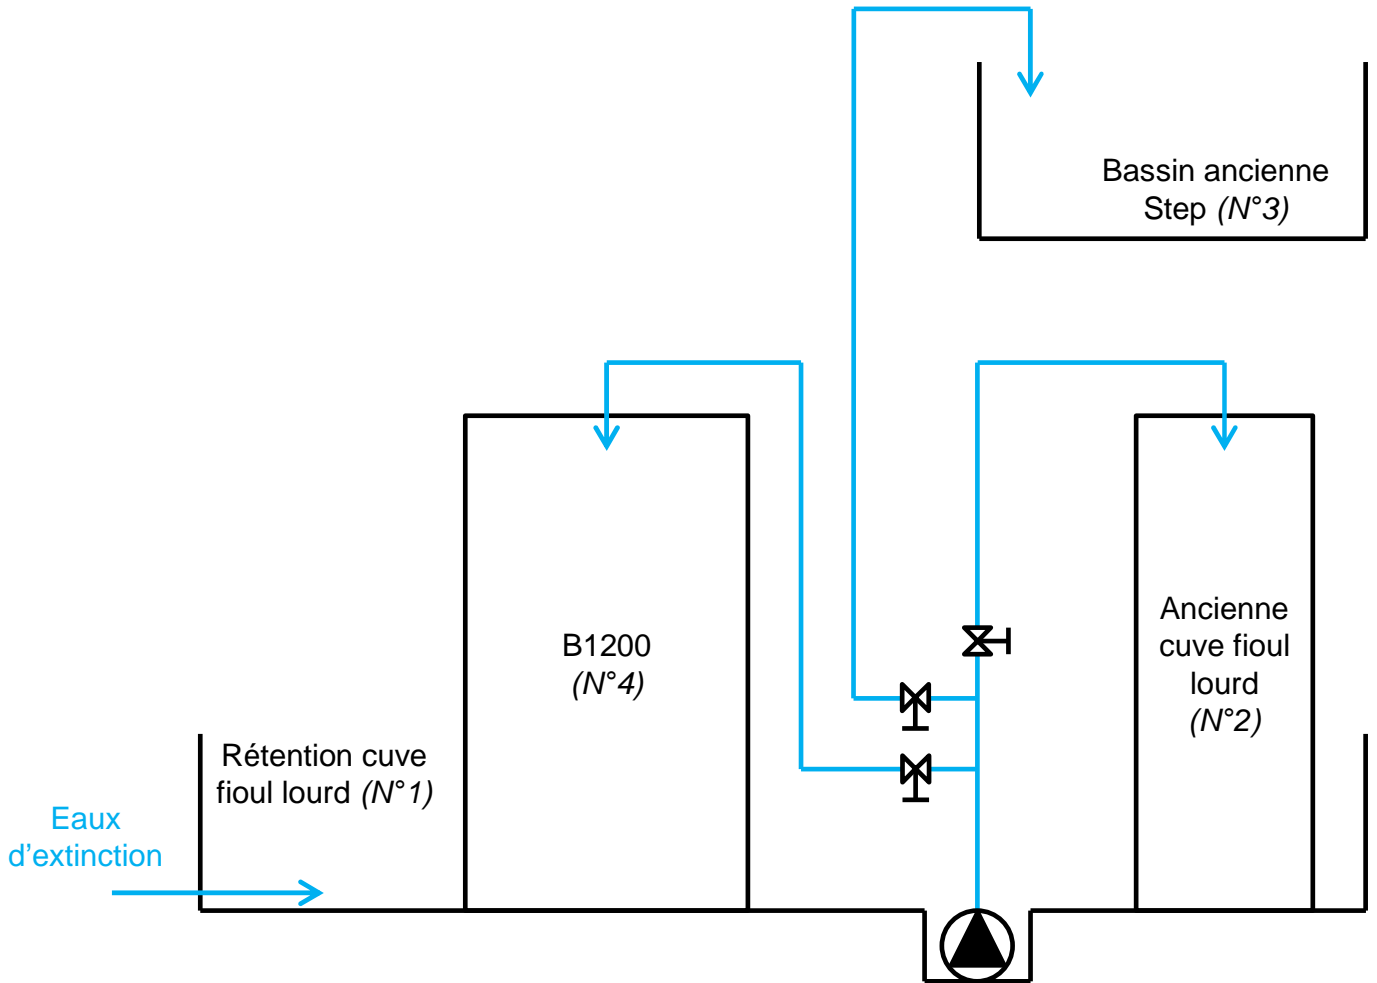 Bassin ancienne
Step (N°3)
B1200
(N°4)
Ancienne
cuve fioul
lourd
(N°2)
Rétention cuve
fioul lourd (N°1)
Eaux
d’extinction